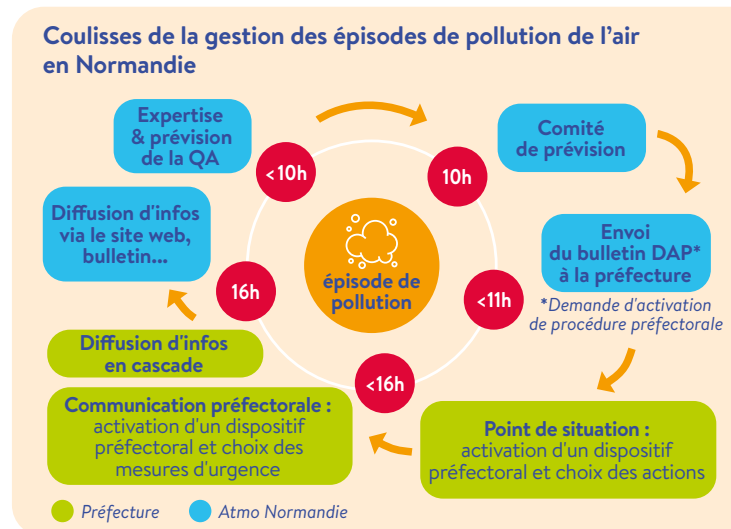 Coulisses de la gestion des épisodes de pollution de l'air
en Normandie
Expertise
& prévision
de la QA
<10h
10h
Comité
de prévision
Envoi
du bulletin DAP*
à la préfecture
*Demande d'activation
de procédure préfectorale
<11h
Point de situation :
activation d'un dispositif
préfectoral et choix des actions
<16h
Communication préfectorale :
activation d'un dispositif
préfectoral et choix des
mesures d'urgence
Diffusion d'infos
en cascade
16h
Diffusion d'infos
via le site web,
bulletin...
épisode de
pollution
Préfecture
Atmo Normandie